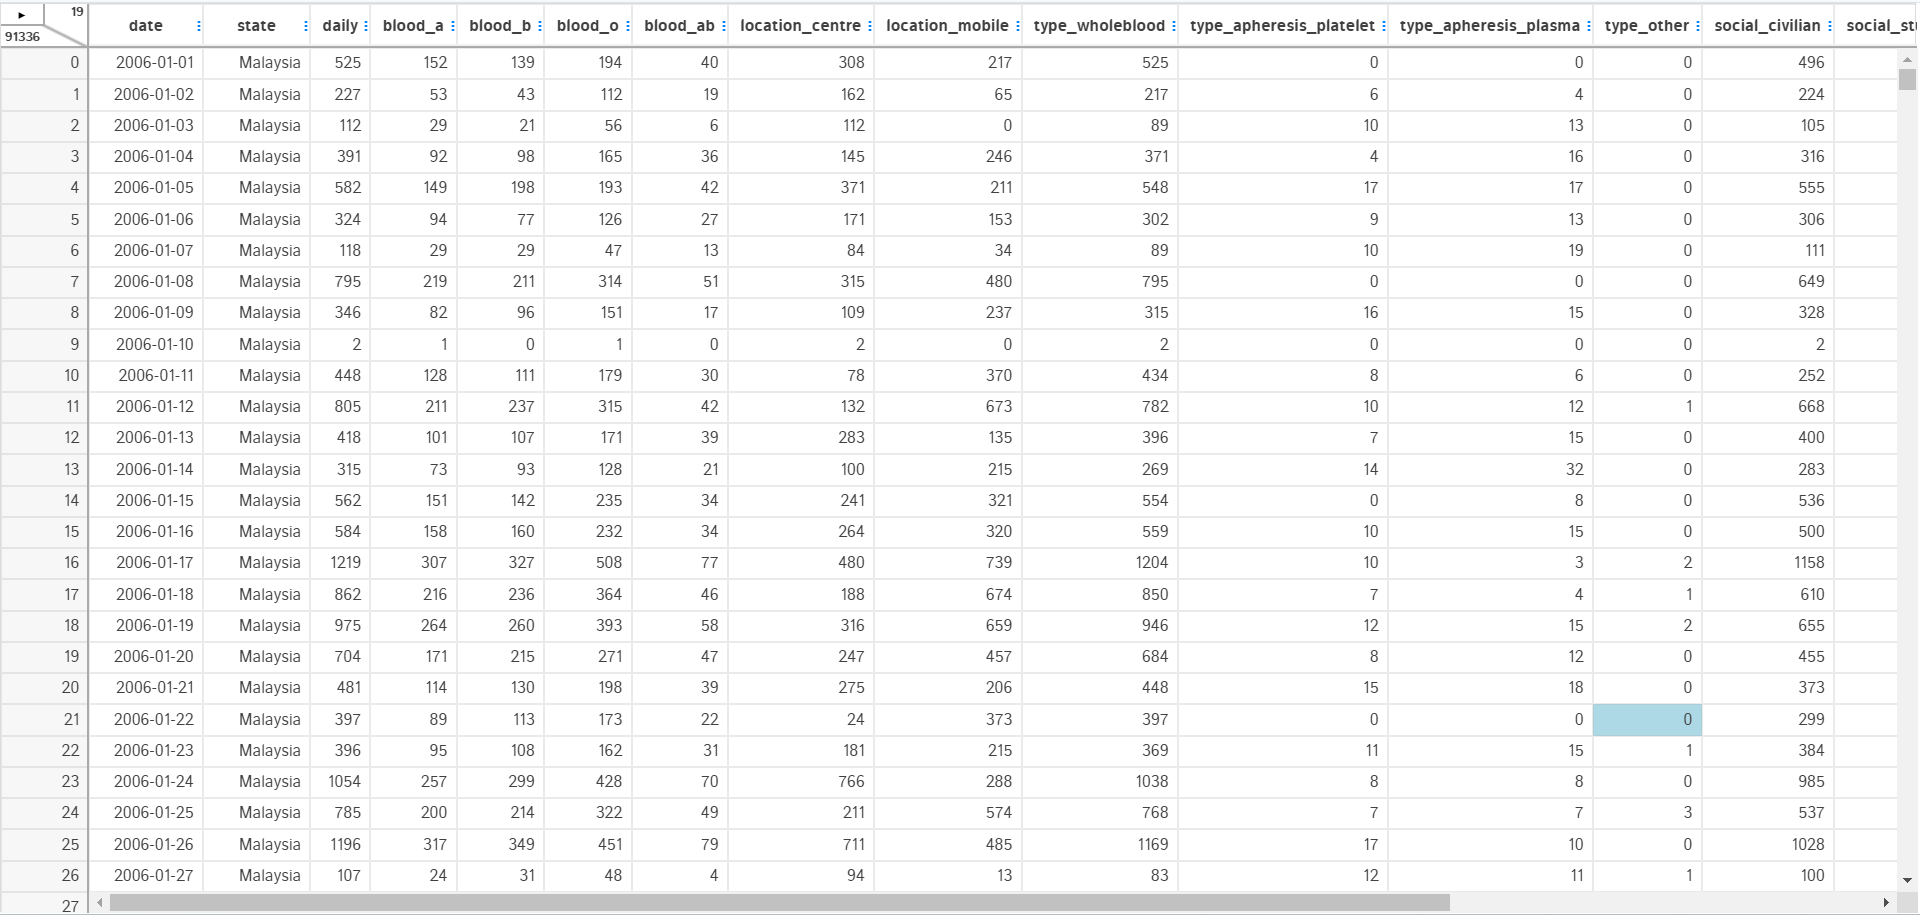 ► 19
91336
date state daily blood_a blood_b blood_o blood_ab location_centre location_mobile type_wholeblood type_apheresis_platelet type_apheresis_plasma type_other social_civilian
0 2006-01-01 Malaysia 525 152 139 194 40 308 217 525 0 0 0 496
1 2006-01-02 Malaysia 227 53 43 112 19 162 65 217 6 4 0 224
2 2006-01-03 Malaysia 112 29 21 56 6 112 0 89 10 13 0 105
3 2006-01-04 Malaysia 391 92 98 165 36 145 246 371 4 16 0 316
4 2006-01-05 Malaysia 582 149 198 193 42 371 211 548 17 17 0 555
5 2006-01-06 Malaysia 324 94 77 126 27 171 153 302 9 13 0 306
6 2006-01-07 Malaysia 118 29 29 47 13 84 34 89 10 19 0 111
7 2006-01-08 Malaysia 795 219 211 314 51 315 480 795 0 0 0 649
8 2006-01-09 Malaysia 346 82 96 151 17 109 237 315 16 15 0 328
9 2006-01-10 Malaysia 2 1 0 1 0 2 0 2 0 0 0 2
10 2006-01-11 Malaysia 448 128 111 179 30 78 370 434 8 6 0 252
11 2006-01-12 Malaysia 805 211 237 315 42 132 673 782 10 12 1 668
12 2006-01-13 Malaysia 418 101 107 171 39 283 135 396 7 15 0 400
13 2006-01-14 Malaysia 315 73 93 128 21 100 215 269 14 32 0 283
14 2006-01-15 Malaysia 562 151 142 235 34 241 321 554 0 8 0 536
15 2006-01-16 Malaysia 584 158 160 232 34 264 320 559 10 15 0 500
16 2006-01-17 Malaysia 1219 307 327 508 77 480 739 1204 10 3 2 1158
17 2006-01-18 Malaysia 862 216 236 364 46 188 674 850 7 4 1 610
18 2006-01-19 Malaysia 975 264 260 393 58 316 659 946 12 15 2 655
19 2006-01-20 Malaysia 704 171 215 271 47 247 457 684 8 12 0 455
20 2006-01-21 Malaysia 481 114 130 198 39 275 206 448 15 18 0 373
21 2006-01-22 Malaysia 397 89 113 173 22 24 373 397 0 0 0 299
22 2006-01-23 Malaysia 396 95 108 162 31 181 215 369 11 15 1 384
23 2006-01-24 Malaysia 1054 257 299 428 70 766 288 1038 8 8 0 985
24 2006-01-25 Malaysia 785 200 214 322 49 211 574 768 7 7 3 537
25 2006-01-26 Malaysia 1196 317 349 451 79 711 485 1169 17 10 0 1028
26 2006-01-27 Malaysia 107 24 31 48 4 94 13 83 12 11 1 100
27